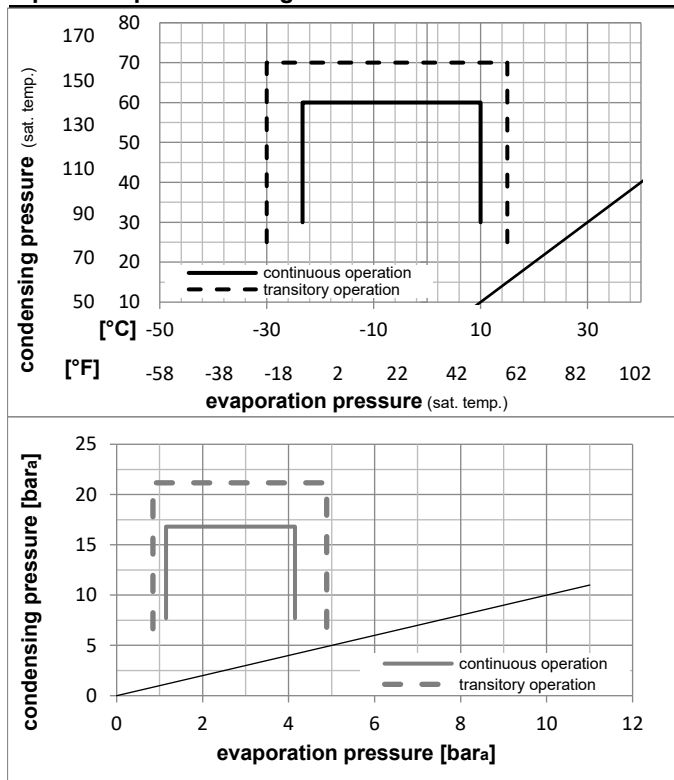 condensing pressure (sat. temp.)
170 70
150 60
130 50
110 40
90 30
70 20
50 10
continuous operation
transitory operation
[°C] -50 -30 -10 10 30
[°F] -58 -38 -18 2 22 42 62 82 102
evaporation pressure (sat. temp.)
condensing pressure [bara]
25
20
15
10
5
0
continuous operation
transitory operation
0 2 4 6 8 10 12
evaporation pressure [bara]